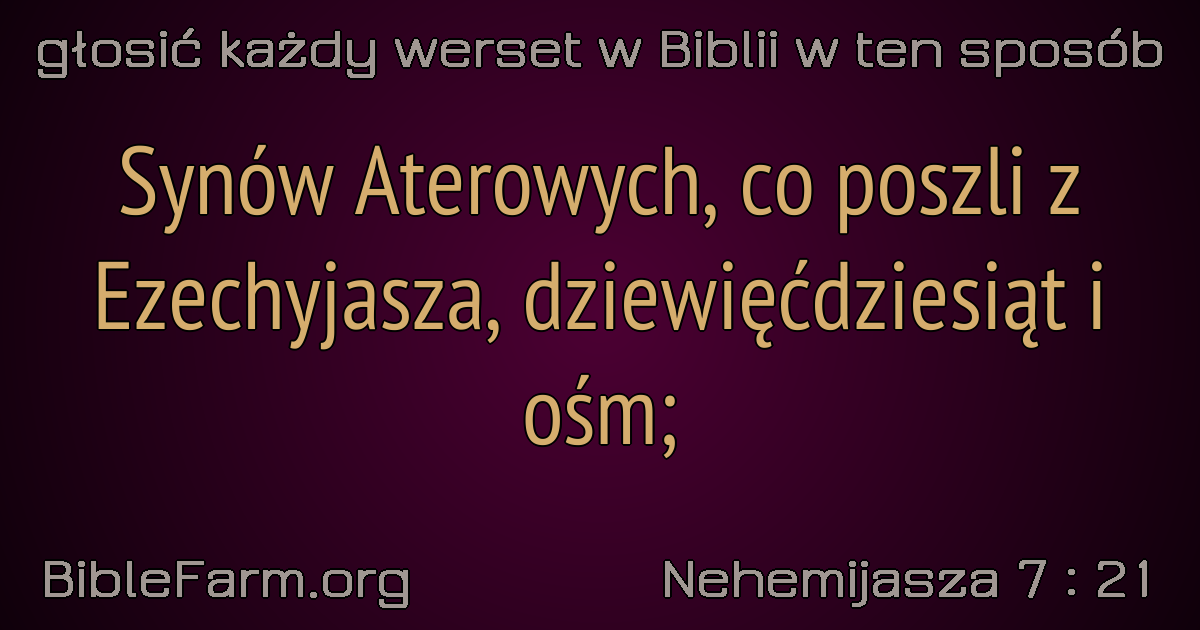 głosić każdy werset w Biblii w ten sposób
Synów Aterowych, co poszli z
Ezechyjasza, dziewięćdziesiąt i
ośm;
BibleFarm.org
Nehemijasza 7 : 21